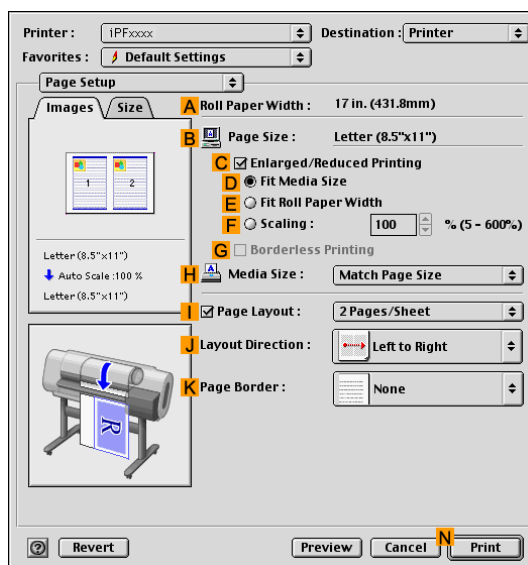 Printer : iPFxxxx Destination : Printer
Favorites : Default Settings
Page Setup
Images Size
A Roll Paper Width : 17 in. (431.8mm)
B Page Size : Letter (8.5"x11")
C Enlarged/Reduced Printing
D Fit Media Size
E Fit Roll Paper Width
F Scaling : 100 % (5 - 600%)
G Borderless Printing
H Media Size : Match Page Size
I Page Layout : 2 Pages/Sheet
J Layout Direction : Left to Right
K Page Border : None
1 2
Letter (8.5"x11")
Auto Scale :100 %
Letter (8.5"x11")
R
? Revert Preview Cancel N Print